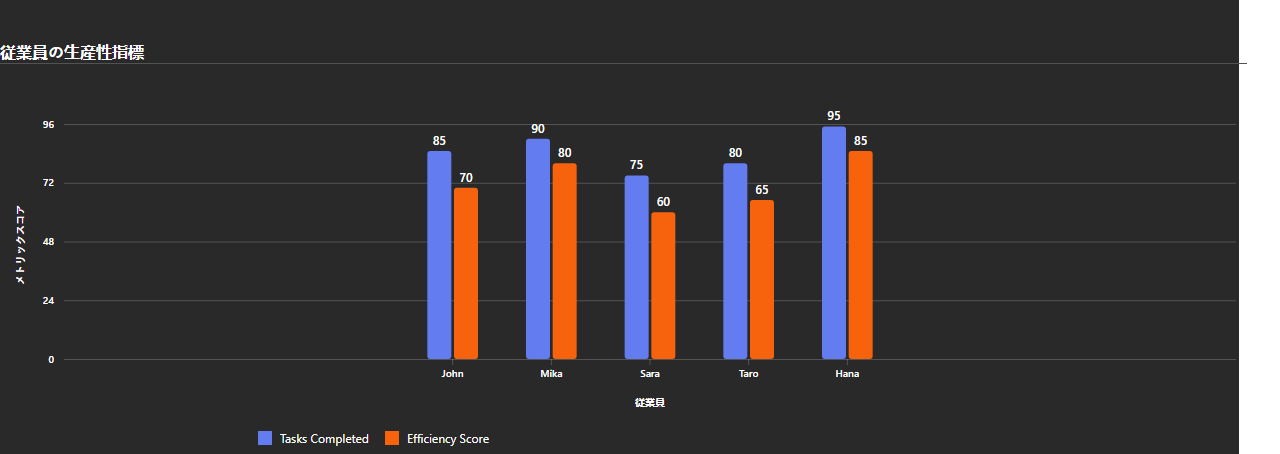 従業員の生産性指標
メトリックスコア
96
72
48
24
0
85
70
90
80
75
60
80
65
95
85
John
Mika
Sara
Taro
Hana
従業員
Tasks Completed
Efficiency Score